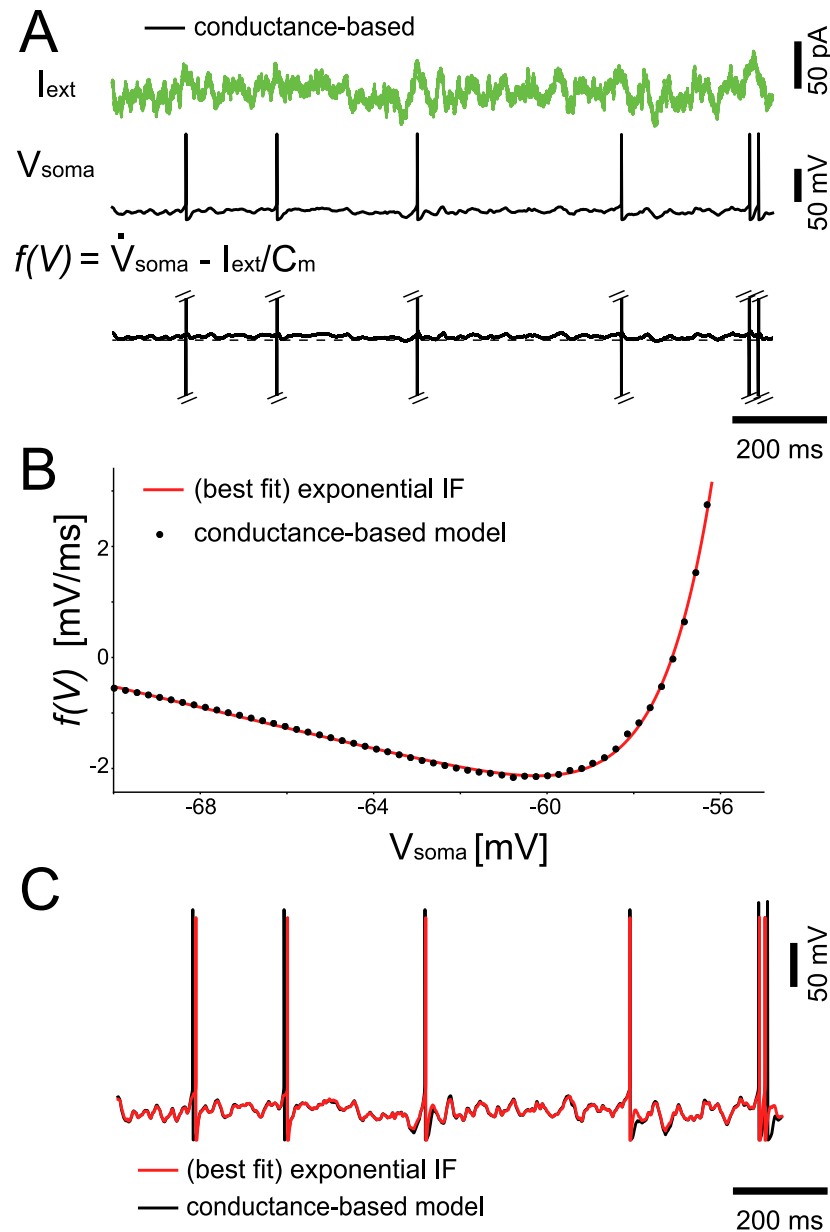 A
conductance-based
Iext
50 pA
Vsoma
50 mV
f(V) = V̇soma - Iext/Cm
200 ms
B
(best fit) exponential IF
conductance-based model
f(V) [mV/ms]
2
0
-2
-68
-64
-60
-56
Vsoma [mV]
C
50 mV
(best fit) exponential IF
conductance-based model
200 ms